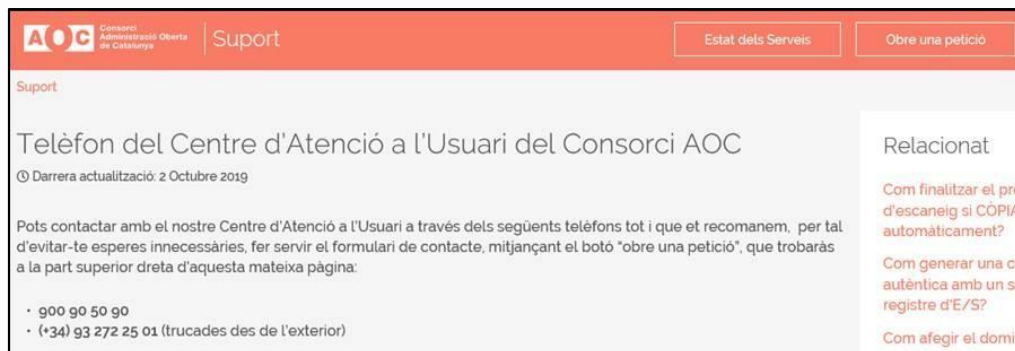 AOC
Consorci
Administració Oberta
de Catalunya
Suport
Estat dels Serveis
Obre una petició
Suport
Telèfon del Centre d'Atenció a l'Usuari del Consorci AOC
Darrera actualització: 2 Octubre 2019
Pots contactar amb el nostre Centre d'Atenció a l'Usuari a través dels següents telèfons tot i que et recomanem, per tal
d'evitar-te esperes innecessàries, fer servir el formulari de contacte, mitjançant el botó "obre una petició", que trobaràs
a la part superior dreta d'aquesta mateixa pàgina:
• 900 90 50 90
• (+34) 93 272 25 01 (trucades des de l'exterior)
Relacionat
Com finalitzar el
d'escaneig si CÒPIA
automàticament?
Com generar una
autèntica amb un
registre d'E/S?
Com afegir el